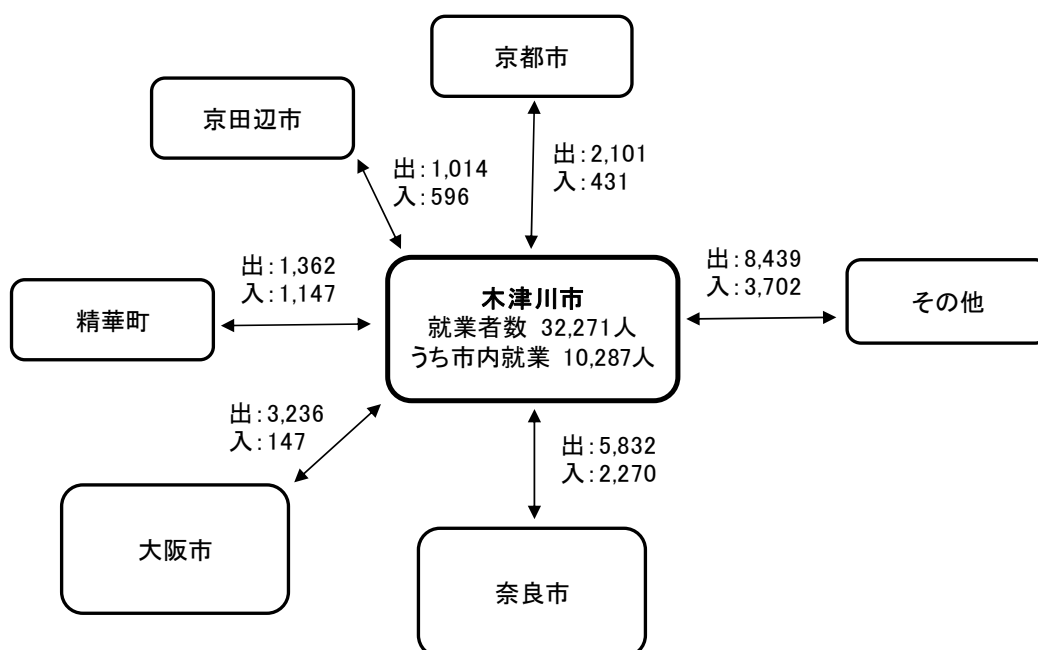 京都市
京田辺市
出:2,101
入:431
出:1,014
入:596
出:1,362
入:1,147
精華町
木津川市
就業者数 32,271人
うち市内就業 10,287人
出:8,439
入:3,702
その他
出:3,236
入:147
出:5,832
入:2,270
大阪市
奈良市